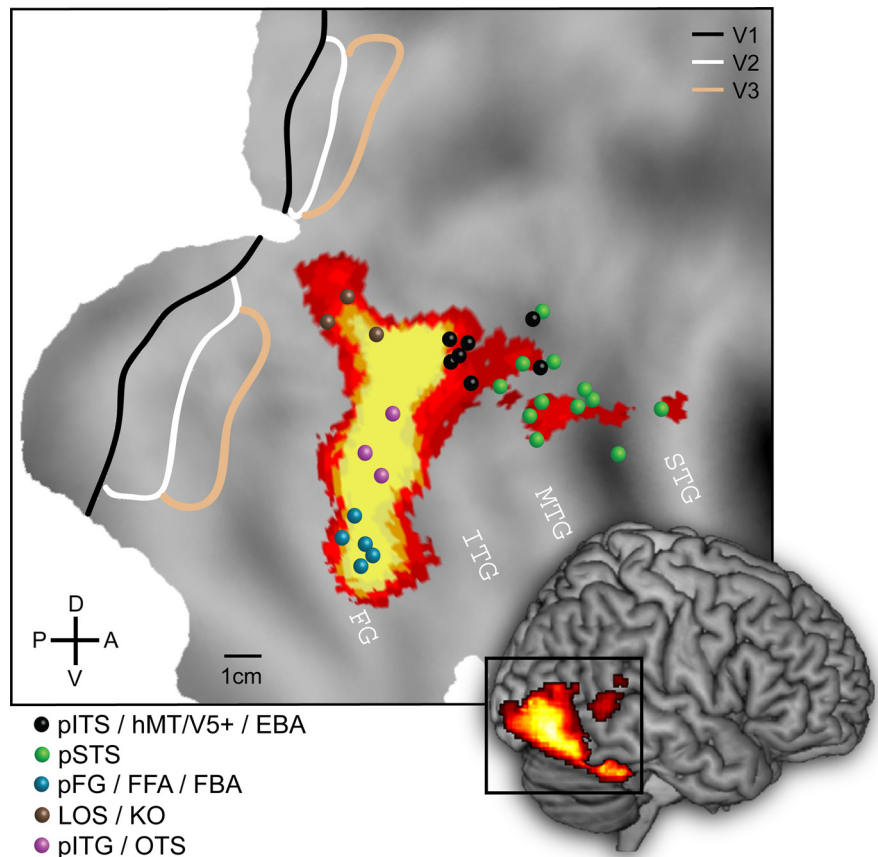 V1
V2
V3
STG
MTG
ITG
FG
D
P A
V
1cm
pITS / hMT/V5+ / EBA
pSTS
pFG / FFA / FBA
LOS / KO
pITG / OTS